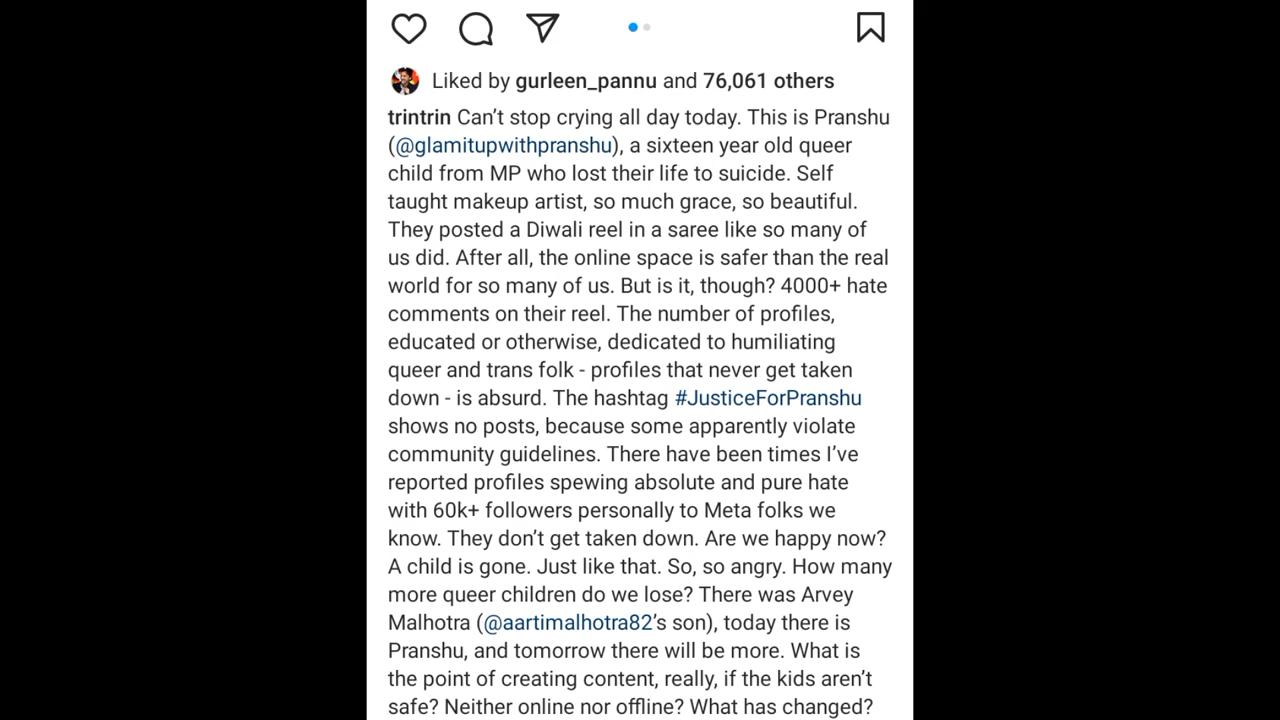 Liked by gurleen_pannu and 76,061 others
trintrin Can’t stop crying all day today. This is Pranshu
(@glamitupwithpranshu), a sixteen year old queer
child from MP who lost their life to suicide. Self
taught makeup artist, so much grace, so beautiful.
They posted a Diwali reel in a saree like so many of
us did. After all, the online space is safer than the real
world for so many of us. But is it, though? 4000+ hate
comments on their reel. The number of profiles,
educated or otherwise, dedicated to humiliating
queer and trans folk - profiles that never get taken
down - is absurd. The hashtag #JusticeForPranshu
shows no posts, because some apparently violate
community guidelines. There have been times I’ve
reported profiles spewing absolute and pure hate
with 60k+ followers personally to Meta folks we
know. They don’t get taken down. Are we happy now?
A child is gone. Just like that. So, so angry. How many
more queer children do we lose? There was Arvey
Malhotra (@aartimalhotra82’s son), today there is
Pranshu, and tomorrow there will be more. What is
the point of creating content, really, if the kids aren’t
safe? Neither online nor offline? What has changed?